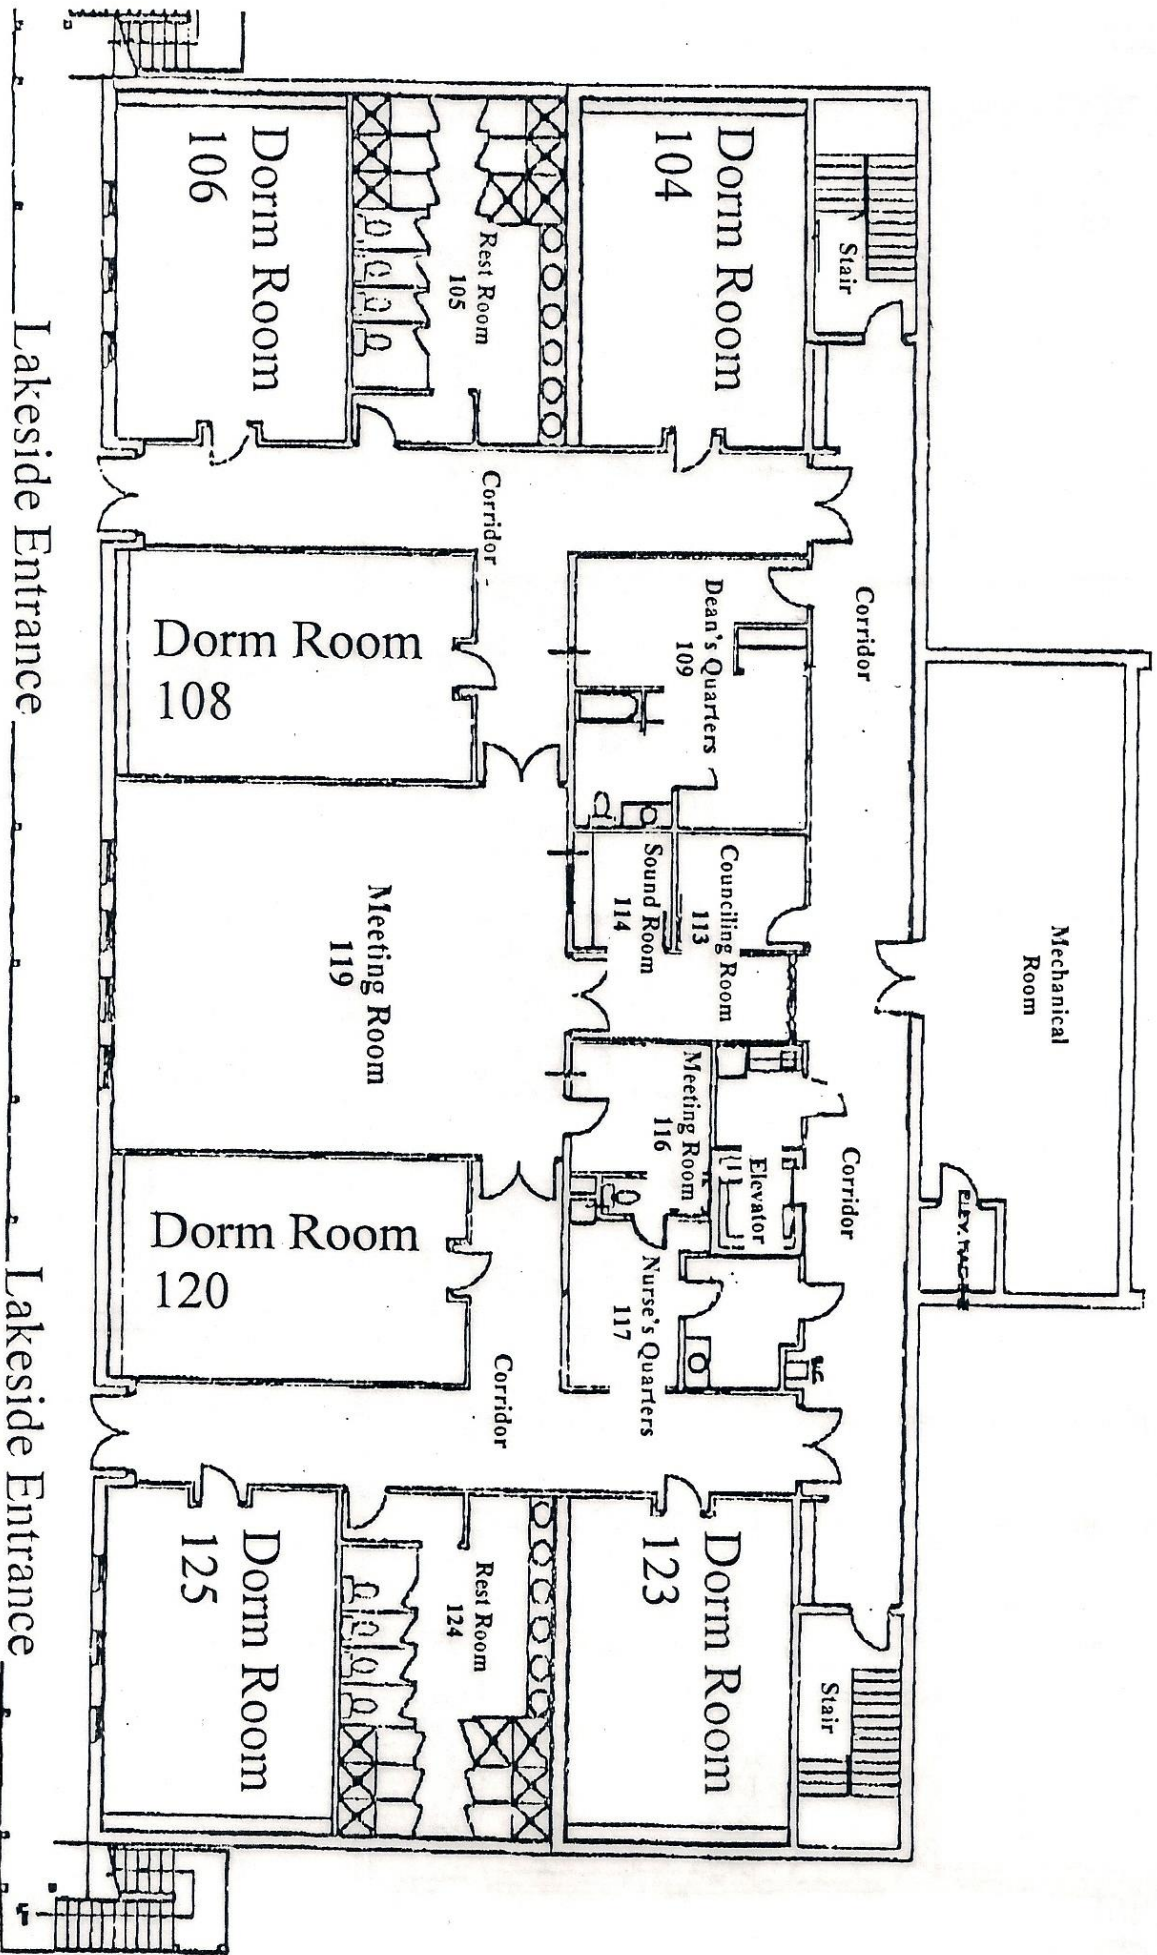 Stair
Dorm Room
104
Rest Room
105
Dorm Room
106
Corridor
Corridor
Mechanical
Room
Dean's Quarters
109
Dorm Room
108
Counciling Room
113
Sound Room
114
Meeting Room
119
Meeting Room
116
Elevator
Corridor
Nurse's Quarters
117
Dorm Room
120
Corridor
Stair
Dorm Room
123
Rest Room
124
Dorm Room
125
Lakeside Entrance
Lakeside Entrance